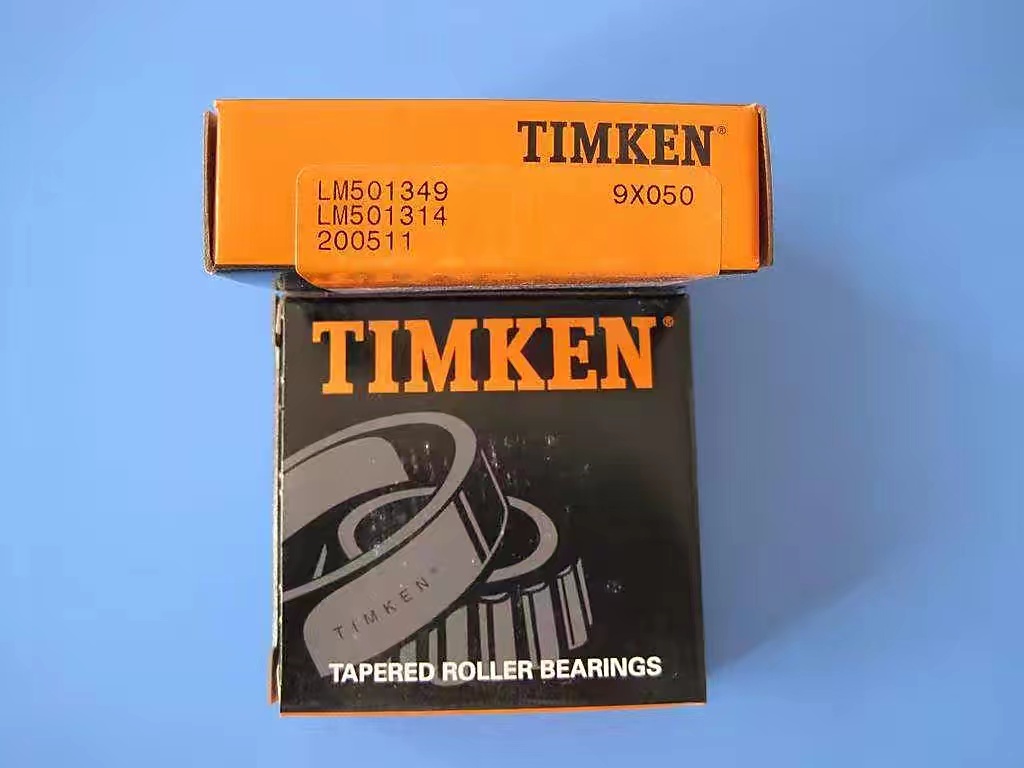 TIMKEN®
LM501349 9X050
LM501314
200511
TIMKEN®
TIMKEN®
TAPERED ROLLER BEARINGS